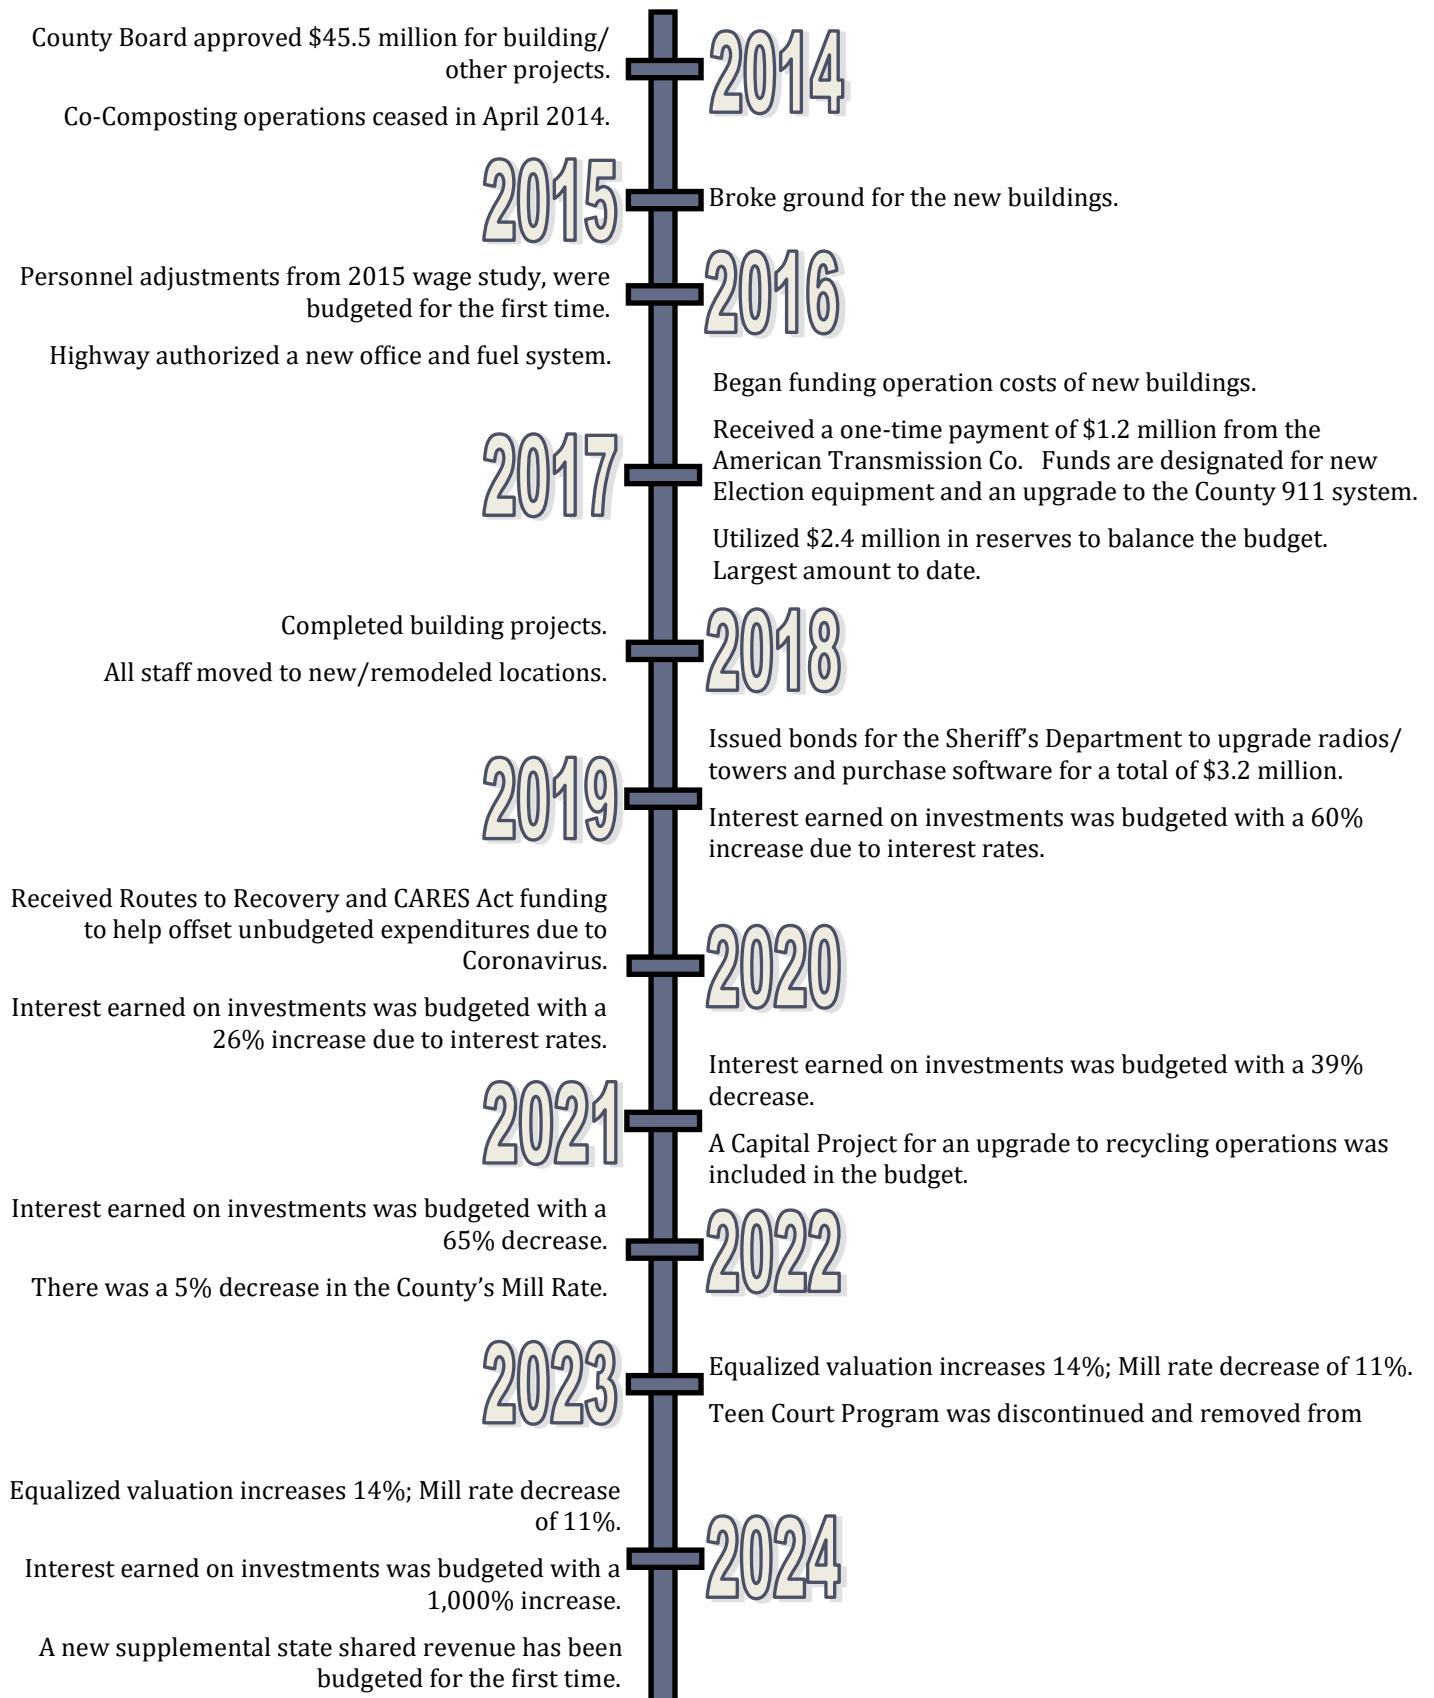 County Board approved $45.5 million for building/
other projects.
Co-Composting operations ceased in April 2014.
2014
2015
Broke ground for the new buildings.
Personnel adjustments from 2015 wage study, were
budgeted for the first time.
Highway authorized a new office and fuel system.
2016
2017
Began funding operation costs of new buildings.
Received a one-time payment of $1.2 million from the
American Transmission Co.   Funds are designated for new
Election equipment and an upgrade to the County 911 system.
Utilized $2.4 million in reserves to balance the budget.
Largest amount to date.
Completed building projects.
All staff moved to new/remodeled locations.
2018
2019
Issued bonds for the Sheriff's Department to upgrade radios/
towers and purchase software for a total of $3.2 million.
Interest earned on investments was budgeted with a 60%
increase due to interest rates.
Received Routes to Recovery and CARES Act funding
to help offset unbudgeted expenditures due to
Coronavirus.
Interest earned on investments was budgeted with a
26% increase due to interest rates.
2020
2021
Interest earned on investments was budgeted with a 39%
decrease.
A Capital Project for an upgrade to recycling operations was
included in the budget.
Interest earned on investments was budgeted with a
65% decrease.
There was a 5% decrease in the County's Mill Rate.
2022
2023
Equalized valuation increases 14%; Mill rate decrease of 11%.
Teen Court Program was discontinued and removed from
Equalized valuation increases 14%; Mill rate decrease
of 11%.
Interest earned on investments was budgeted with a
1,000% increase.
A new supplemental state shared revenue has been
budgeted for the first time.
2024